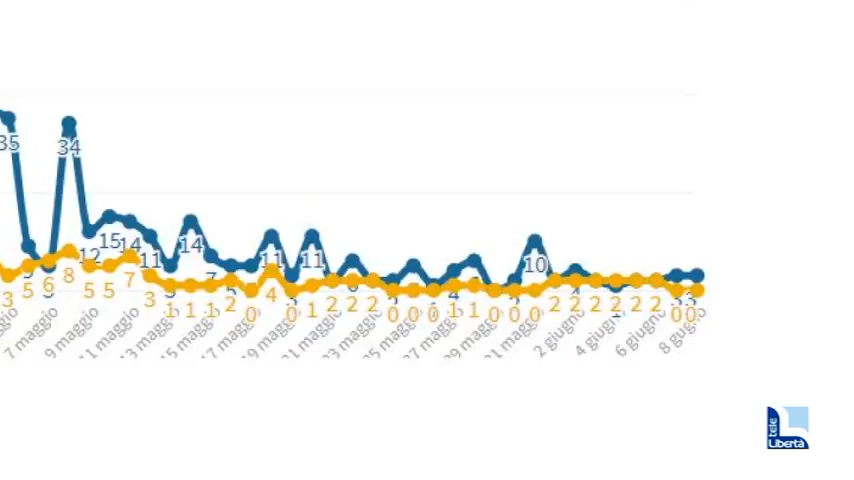 35
34
12
15
14
11
14
7
11
11
10
3
5
6
8
5
5
7
3
1
1
1
2
0
4
0
1
2
2
2
0
0
0
1
1
0
0
0
2
2
2
2
2
2
0
0
7 maggio
9 maggio
11 maggio
13 maggio
15 maggio
17 maggio
19 maggio
21 maggio
23 maggio
25 maggio
27 maggio
29 maggio
31 maggio
2 giugno
4 giugno
6 giugno
8 giugno
tele
Libertà